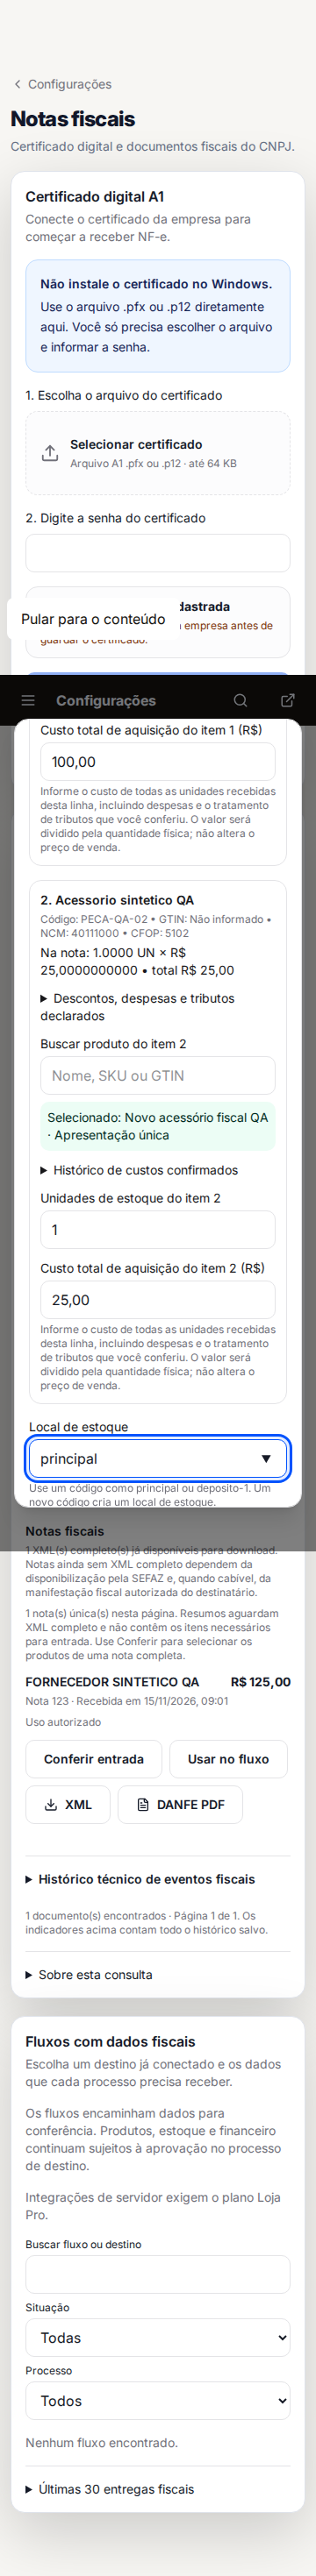 Configurações
Notas fiscais
Certificado digital e documentos fiscais do CNPJ.
Certificado digital A1
Conecte o certificado da empresa para
começar a receber NF-e.
Não instale o certificado no Windows.
Use o arquivo .pfx ou .p12 diretamente
aqui. Você só precisa escolher o arquivo
e informar a senha.
1. Escolha o arquivo do certificado
Selecionar certificado
Arquivo A1 .pfx ou .p12 · até 64 KB
2. Digite a senha do certificado
Pular para o conteúdo
empresa antes de
guardar o certificado.
Configurações
Custo total de aquisição do item 1 (R$)
100,00
Informe o custo de todas as unidades recebidas
desta linha, incluindo despesas e o tratamento
de tributos que você conferiu. O valor será
dividido pela quantidade física; não altera o
preço de venda.
2. Acessorio sintetico QA
Código: PECA-QA-02 • GTIN: Não informado •
NCM: 40111000 • CFOP: 5102
Na nota: 1.0000 UN × R$
25,0000000000 • total R$ 25,00
▶ Descontos, despesas e tributos
declarados
Buscar produto do item 2
Nome, SKU ou GTIN
Selecionado: Novo acessório fiscal QA
· Apresentação única
▶ Histórico de custos confirmados
Unidades de estoque do item 2
1
Custo total de aquisição do item 2 (R$)
25,00
Informe o custo de todas as unidades recebidas
desta linha, incluindo despesas e o tratamento
de tributos que você conferiu. O valor será
dividido pela quantidade física; não altera o
preço de venda.
Local de estoque
principal
Use um código como principal ou deposito-1. Um
novo código cria um local de estoque.
Notas fiscais
1 XML(s) completo(s) já disponíveis para download.
Notas ainda sem XML completo dependem da
disponibilização pela SEFAZ e, quando cabível, da
manifestação fiscal autorizada do destinatário.
1 nota(s) única(s) nesta página. Resumos aguardam
XML completo e não contêm os itens necessários
para entrada. Use Conferir para selecionar os
produtos de uma nota completa.
FORNECEDOR SINTETICO QA R$ 125,00
Nota 123 · Recebida em 15/11/2026, 09:01
Uso autorizado
Conferir entrada
Usar no fluxo
XML
DANFE PDF
▶ Histórico técnico de eventos fiscais
1 documento(s) encontrados · Página 1 de 1. Os
indicadores acima contam todo o histórico salvo.
▶ Sobre esta consulta
Fluxos com dados fiscais
Escolha um destino já conectado e os dados
que cada processo precisa receber.
Os fluxos encaminham dados para
conferência. Produtos, estoque e financeiro
continuam sujeitos à aprovação no processo
de destino.
Integrações de servidor exigem o plano Loja
Pro.
Buscar fluxo ou destino
Situação
Todas
Processo
Todos
Nenhum fluxo encontrado.
▶ Últimas 30 entregas fiscais